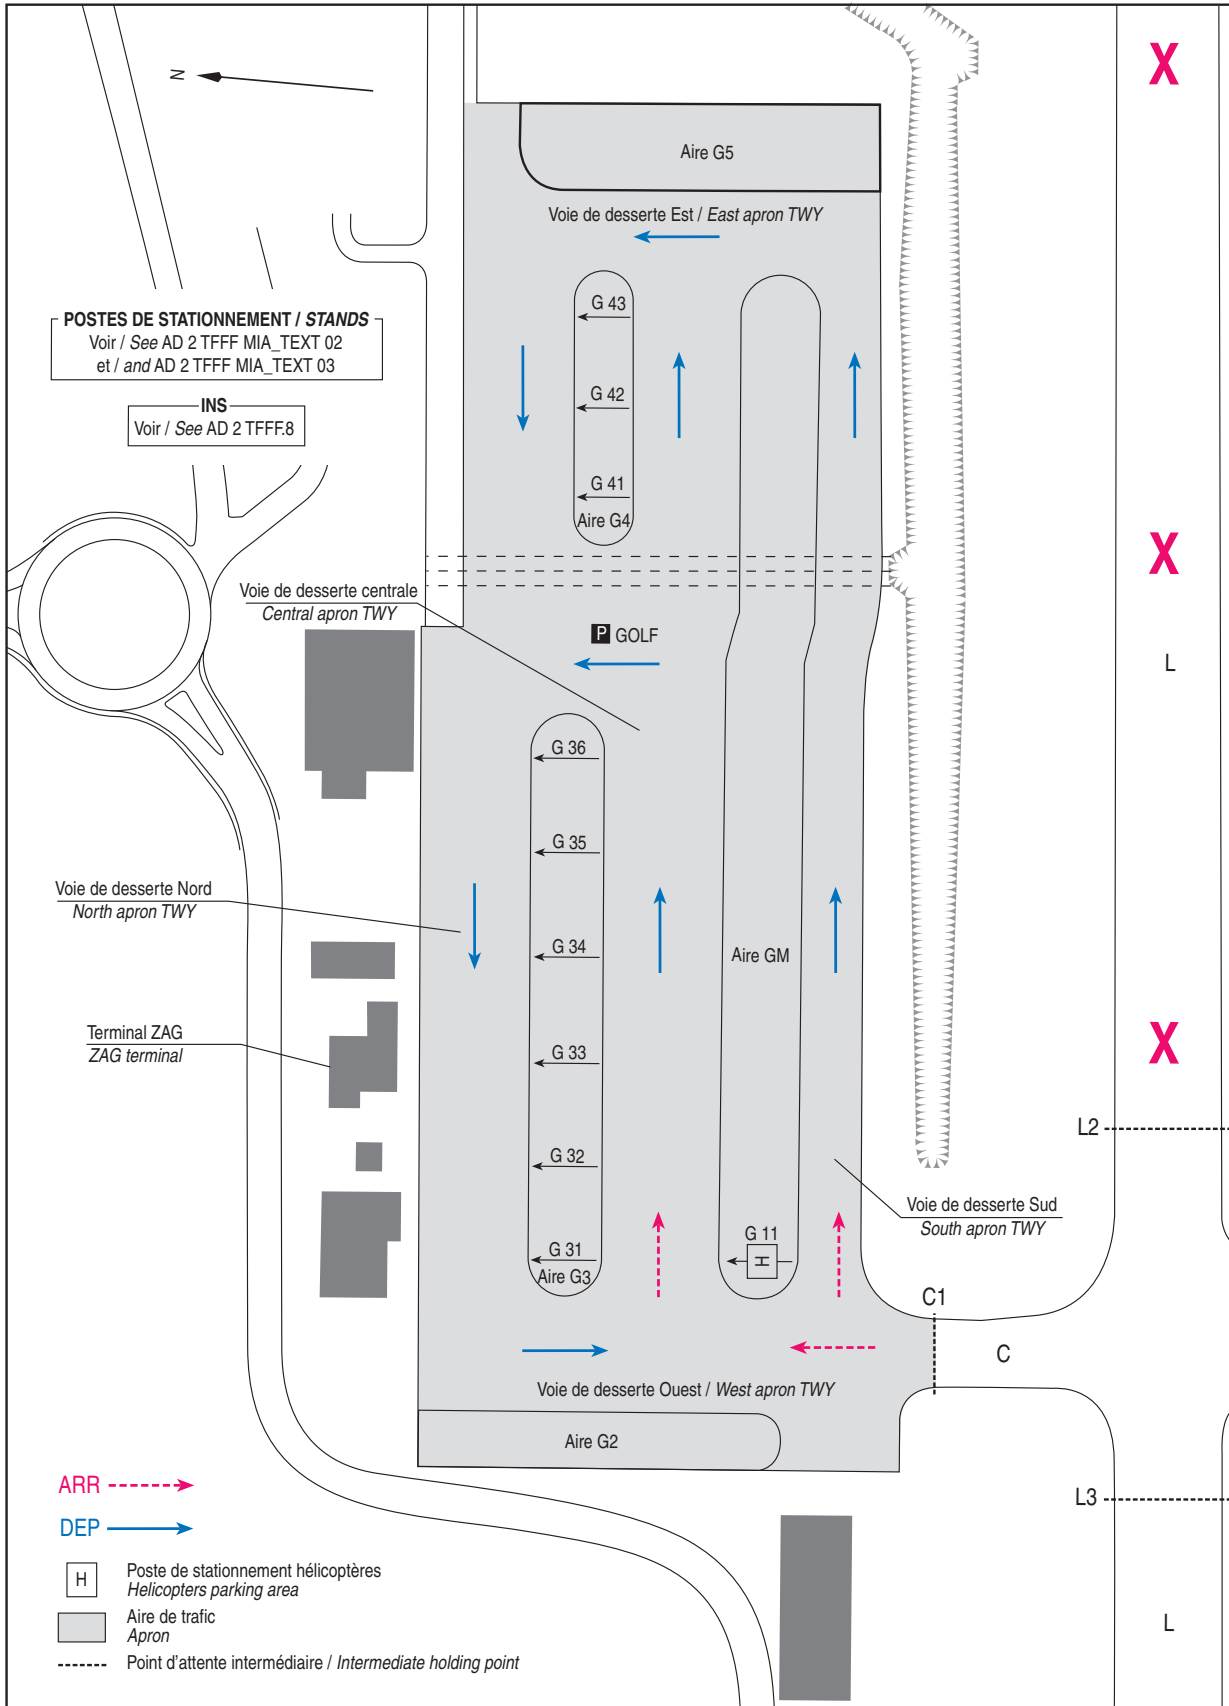 X
N
Aire G5
Voie de desserte Est / East apron TWY
G 43
POSTES DE STATIONNEMENT / STANDS
Voir / See AD 2 TFFF MIA_TEXT 02
et / and AD 2 TFFF MIA_TEXT 03
G 42
INS
Voir / See AD 2 TFFF.8
G 41
Aire G4
X
Voie de desserte centrale
Central apron TWY
P GOLF
L
G 36
G 35
Voie de desserte Nord
North apron TWY
G 34
Aire GM
Terminal ZAG
ZAG terminal
G 33
X
L2
G 32
Voie de desserte Sud
South apron TWY
G 11
H
G 31
Aire G3
C1
C
Voie de desserte Ouest / West apron TWY
Aire G2
ARR
L3
DEP
H
Poste de stationnement hélicoptères
Helicopters parking area
Aire de trafic
Apron
L
Point d'attente intermédiaire / Intermediate holding point